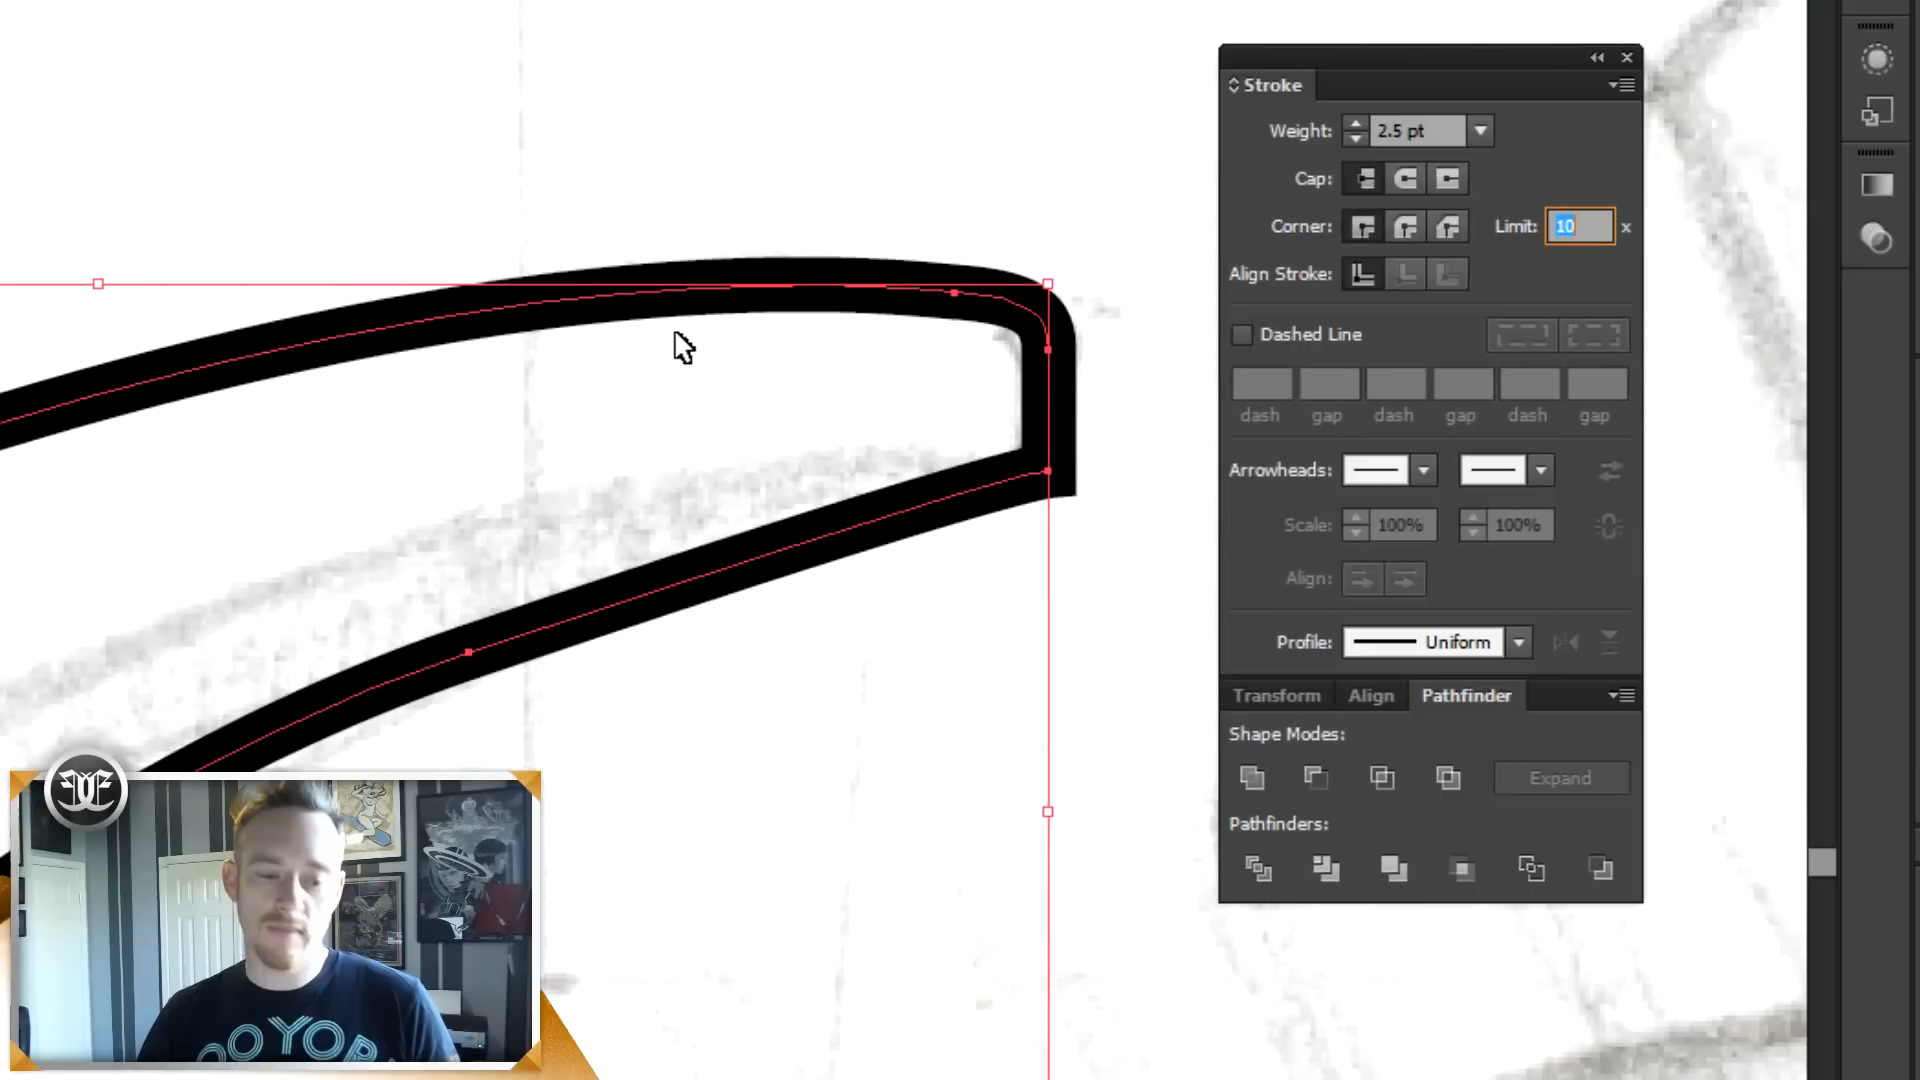 Stroke
Weight: 2.5 pt
Cap:
Corner: Limit: 10 x
Align Stroke:
Dashed Line
dash gap dash gap dash gap
Arrowheads:
Scale: 100% 100%
Align:
Profile: Uniform
Transform Align Pathfinder
Shape Modes:
Expand
Pathfinders: